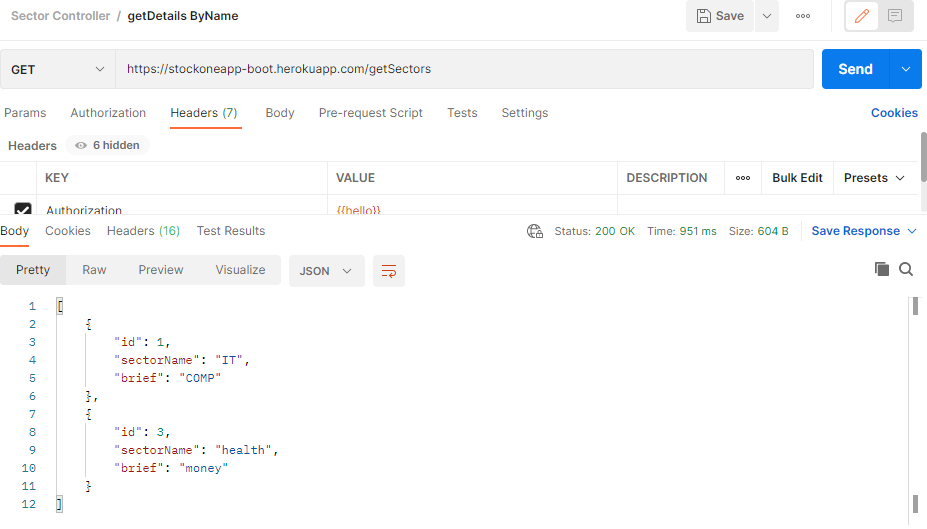 Sector Controller / getDetails ByName
Save
GET https://stockoneapp-boot.herokuapp.com/getSectors Send
Params Authorization Headers (7) Body Pre-request Script Tests Settings Cookies
Headers 6 hidden
KEY VALUE DESCRIPTION Bulk Edit Presets
Authorization {{hello}}
Body Cookies Headers (16) Test Results Status: 200 OK Time: 951 ms Size: 604 B Save Response
Pretty Raw Preview Visualize JSON
1 [
2 {
3 "id": 1,
4 "sectorName": "IT",
5 "brief": "COMP"
6 },
7 {
8 "id": 3,
9 "sectorName": "health",
10 "brief": "money"
11 }
12 ]